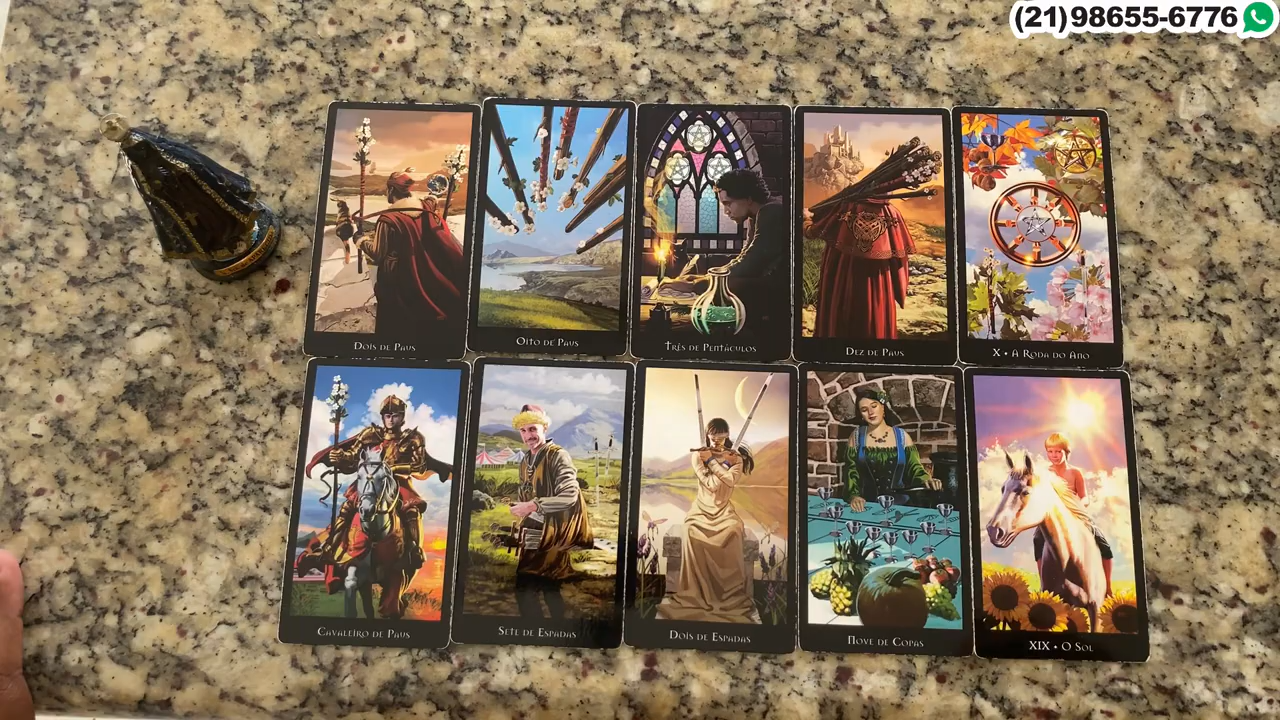 (21)98655-6776
Dois de Paus
Oito de Paus
Três de Pentáculos
Dez de Paus
X • A Roda do Ano
Cavaleiro de Paus
Sete de Espadas
Dois de Espadas
Nove de Copas
XIX • O Sol